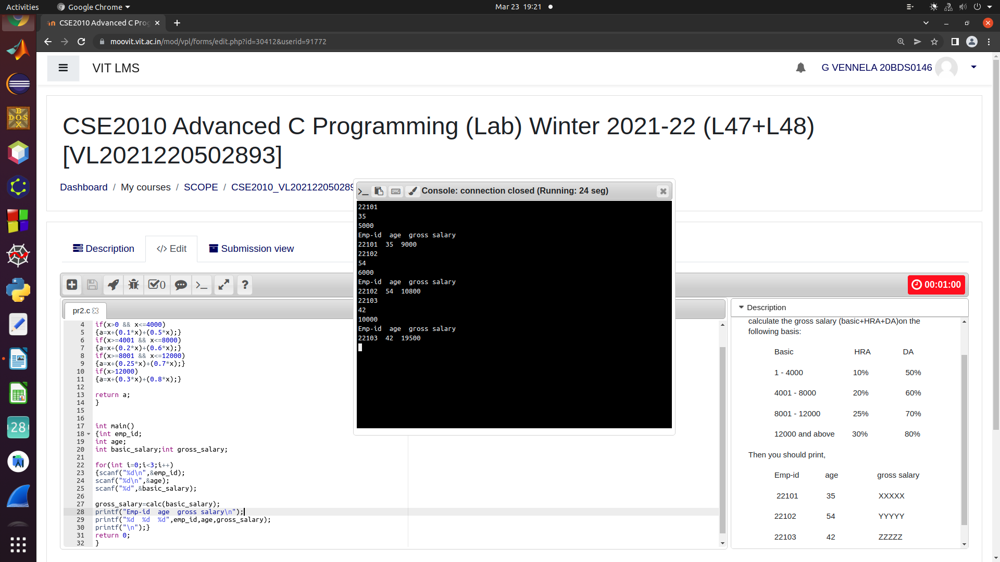 Activities
Google Chrome
Mar 23 19:21
CSE2010 Advanced C Prog
moovit.vit.ac.in/mod/vpl/forms/edit.php?id=30412&userid=91772
VIT LMS
G VENNELA 20BDS0146
CSE2010 Advanced C Programming (Lab) Winter 2021-22 (L47+L48)
[VL2021220502893]
Dashboard / My courses / SCOPE / CSE2010_VL20212205028
Description
</> Edit
Submission view
Console: connection closed (Running: 24 seg)
22101
35
5000
Emp-id  age  gross salary
22101  35  9000
22102
54
6000
Emp-id  age  gross salary
22102  54  10800
22103
42
10000
Emp-id  age  gross salary
22103  42  19500
0
00:01:00
pr2.c
4 if(x>0 && x<=4000)
5 {a=x+(0.1*x)+(0.5*x);}
6 if(x>=4001 && x<=8000)
7 {a=x+(0.2*x)+(0.6*x);}
8 if(x>=8001 && x<=12000)
9 {a=x+(0.25*x)+(0.7*x);}
10 if(x>12000)
11 {a=x+(0.3*x)+(0.8*x);}
12
13 return a;
14 }
15
16
17 int main()
18 {int emp_id;
19 int age;
20 int basic_salary;int gross_salary;
21
22 for(int i=0;i<3;i++)
23 {scanf("%d\n",&emp_id);
24 scanf("%d\n",&age);
25 scanf("%d",&basic_salary);
26
27 gross_salary=calc(basic_salary);
28 printf("Emp-id  age  gross salary\n");
29 printf("%d  %d  %d",emp_id,age,gross_salary);
30 printf("\n");}
31 return 0;
32 }
Description
calculate the gross salary (basic+HRA+DA)on the
following basis:
Basic HRA DA
1 - 4000 10% 50%
4001 - 8000 20% 60%
8001 - 12000 25% 70%
12000 and above 30% 80%
Then you should print,
Emp-id age gross salary
22101 35 XXXXX
22102 54 YYYYY
22103 42 ZZZZZ
BOSX
DOS
28